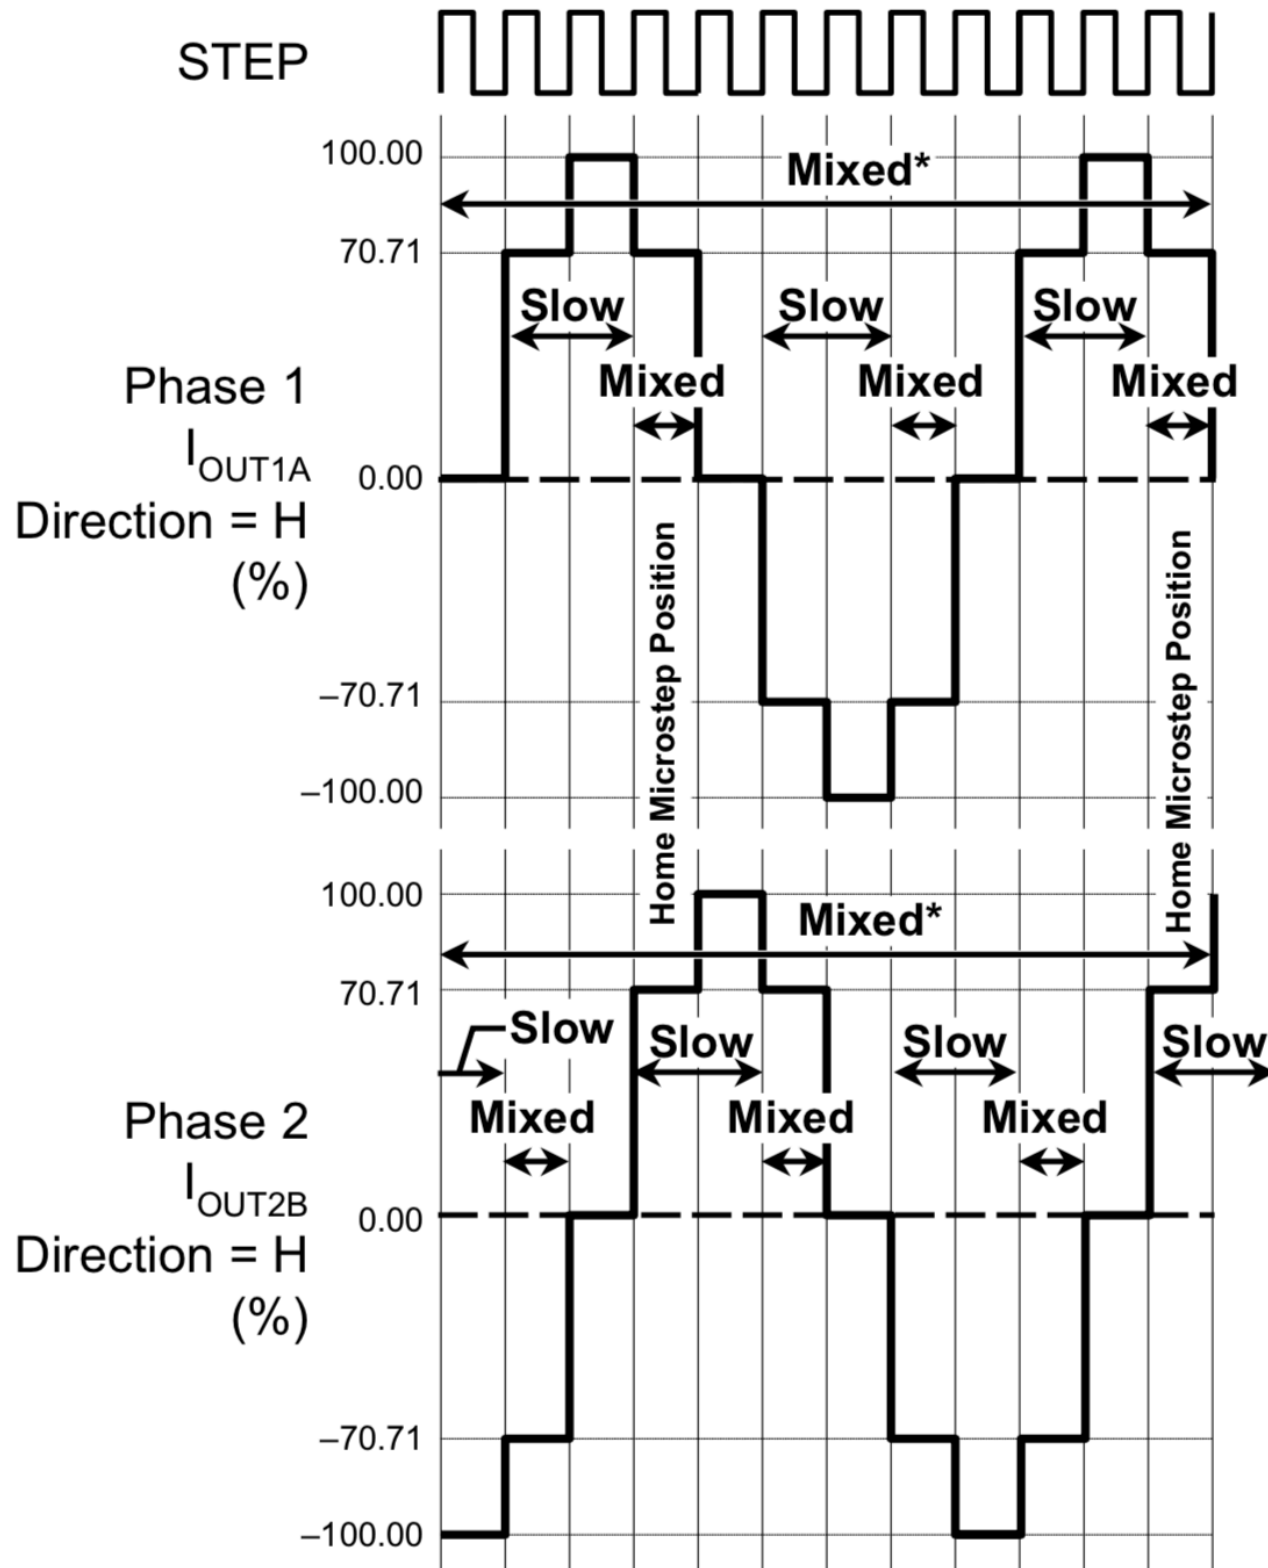 STEP
100.00
Mixed*
70.71
Slow
Slow
Slow
Mixed
Mixed
Mixed
Phase 1
IOUT1A
0.00
Direction = H
(%)
Home Microstep Position
Home Microstep Position
–70.71
–100.00
100.00
Mixed*
70.71
Slow
Slow
Slow
Slow
Mixed
Mixed
Mixed
Phase 2
IOUT2B
0.00
Direction = H
(%)
–70.71
–100.00